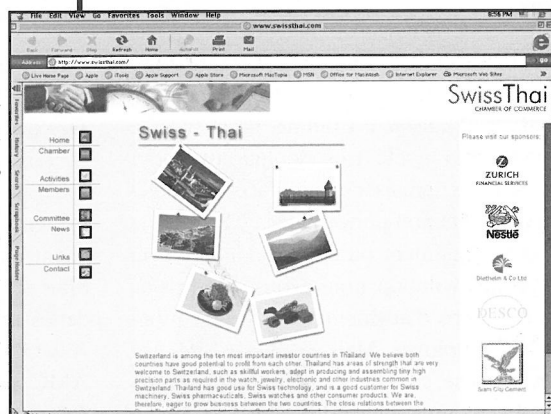 File Edit View Go Favorites Tools Window Help
8:56 PM
www.swissthai.com
Back Forward Stop Refresh Home AutoFill Print Mail
Address http://www.swissthai.com/
go
Live Home Page Apple iTools Apple Support Apple Store Microsoft MacTopia MSN Office for Macintosh Internet Explorer Microsoft Web Sites
Favorites
History
Search
Scrapbook
Page Holder
SwissThai
CHAMBER OF COMMERCE
Home
Chamber
Activities
Members
Committee
News
Links
Contact
Swiss - Thai
Please visit our sponsors:
ZURICH
FINANCIAL SERVICES
Nestlé
Diethelm & Co Ltd
DESCO
Siam City Cement
Switzerland is among the ten most important investor countries in Thailand. We believe both
countries have good potential to profit from each other. Thailand has areas of strength that are very
welcome to Switzerland, such as skillful workers, adept in producing and assembling tiny high
precision parts as required in the watch, jewelry, electronic and other industries common in
Switzerland. Thailand has good use for Swiss technology, and is a good customer for Swiss
machinery, Swiss pharmaceuticals, Swiss watches and other consumer products. We are,
therefore, eager to grow business between the two countries. The close relations between the